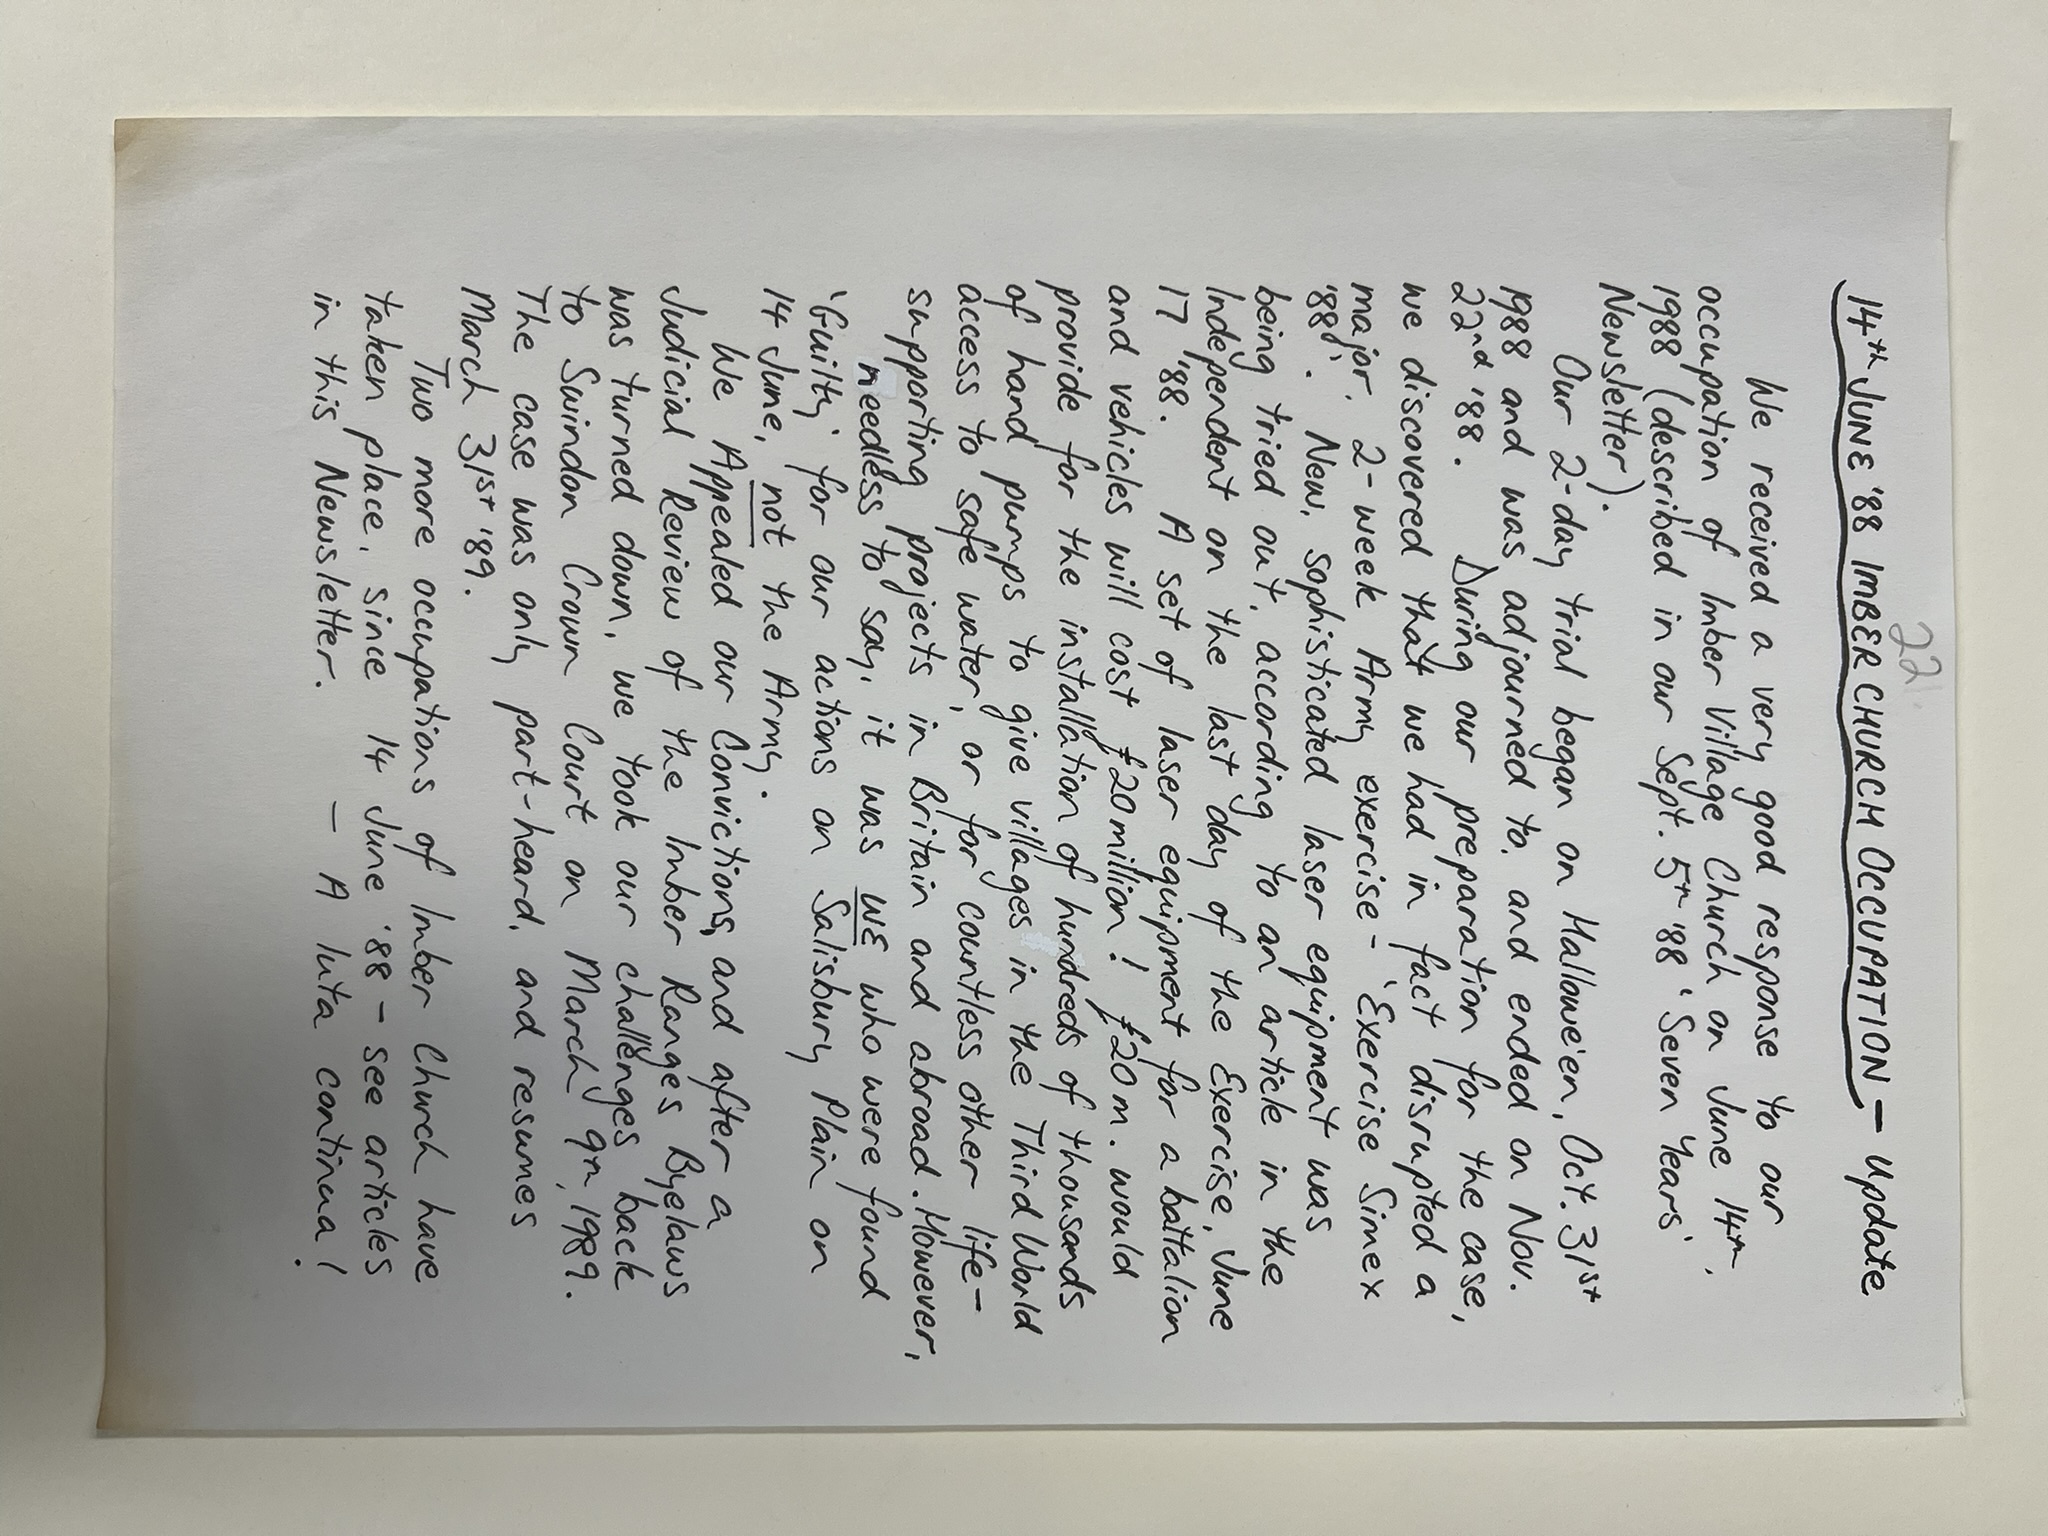 22
14th JUNE '88 IMBER CHURCH OCCUPATION - Update
We received a very good response to our
occupation of Imber Village Church on June 14th,
1988 (described in our Sept. 5th '88 'Seven Years'
Newsletter).
Our 2-day trial began on Hallowe'en, Oct. 31st
1988 and was adjourned to, and ended on Nov.
22nd '88. During our preparation for the case,
we discovered that we had in fact disrupted a
major, 2-week Army exercise - 'Exercise Simex
'88'. New, sophisticated laser equipment was
being tried out, according to an article in the
Independent on the last day of the Exercise, June
17 '88. A set of laser equipment for a battalion
and vehicles will cost £20 million! £20 m. would
provide for the installation of hundreds of thousands
of hand pumps to give villages in the Third World
access to safe water, or for countless other life-
supporting projects in Britain and abroad. However,
needless to say, it was WE who were found
'Guilty' for our actions on Salisbury Plain on
14 June, not the Army.
We Appealed our Convictions, and after a
Judicial Review of the Imber Ranges Byelaws
was turned down, we took our challenges back
to Swindon Crown Court on March 9th, 1989.
The case was only part-heard, and resumes
March 31st '89.
Two more occupations of Imber Church have
taken place, since 14 June '88 - see articles
in this Newsletter. - A luta continua!